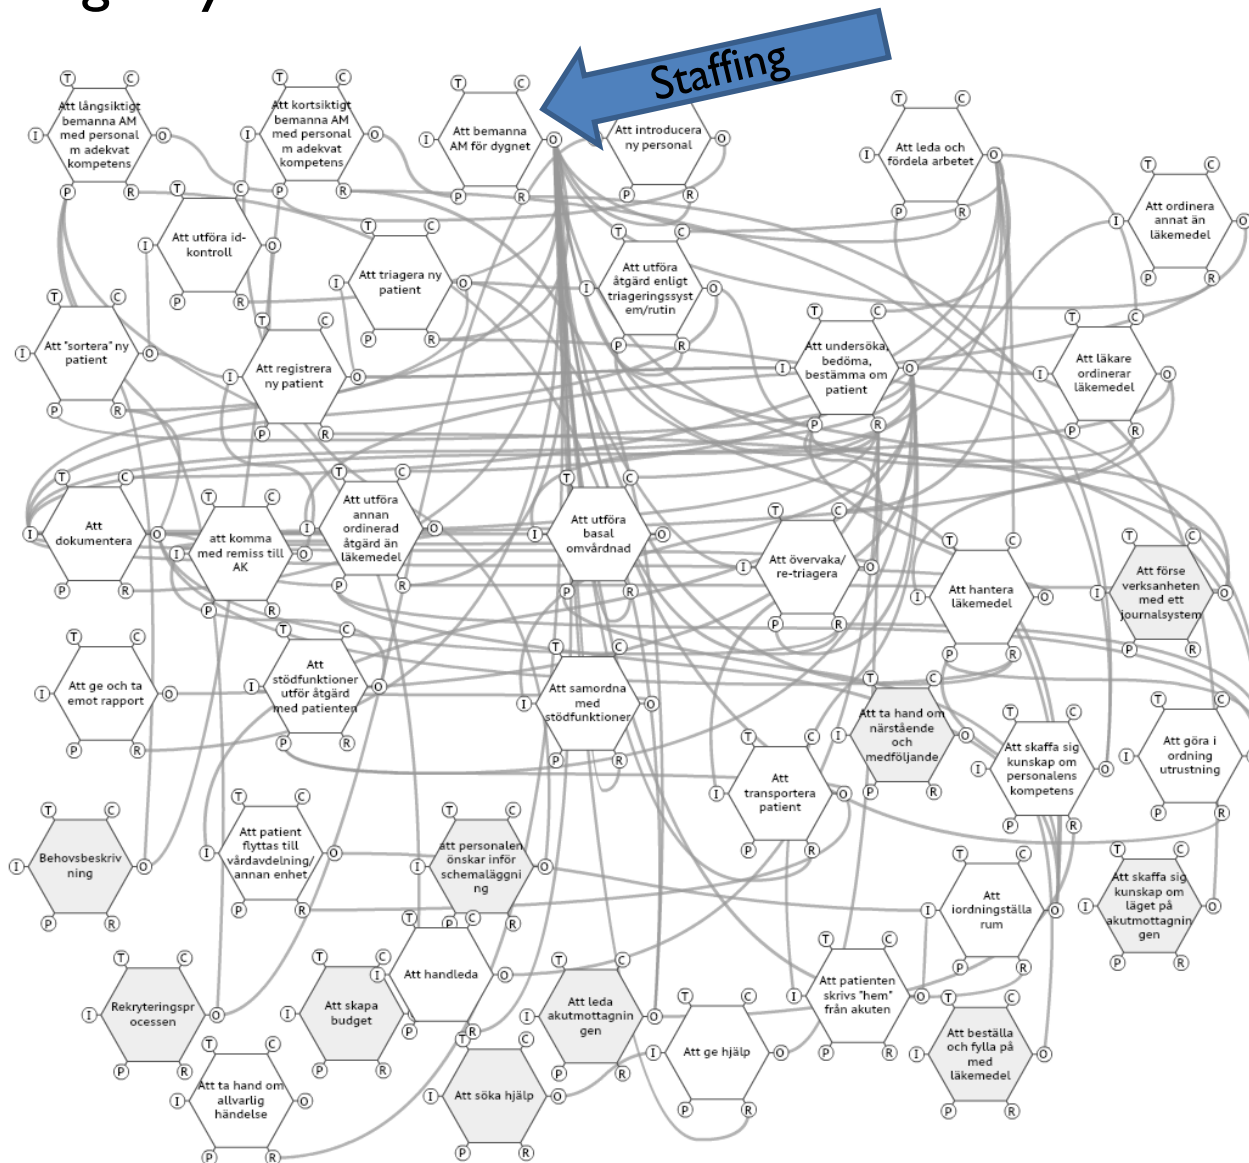 Staffing
Att långsiktigt
bemanna AM
med personal
m adekvat
kompetens
Att kortsiktigt
bemanna AM
med personal
m adekvat
kompetens
Att bemanna
AM för dygnet
Att introducera
ny personal
Att leda och
fördela arbetet
Att ordinera
annat än
läkemedel
Att utföra id-
kontroll
Att triagera ny
patient
Att utföra
åtgärd enligt
triageringssyst
em/rutin
Att "sortera" ny
patient
Att registrera
ny patient
Att undersöka,
bedöma,
bestämma om
patient
Att läkare
ordinerar
läkemedel
Att
dokumentera
att komma
med remiss till
AK
Att utföra
annan
ordinerad
åtgärd än
läkemedel
Att utföra
basal
omvårdnad
Att övervaka/
re-triagera
Att hantera
läkemedel
Att förse
verksanheten
med ett
journalsystem
Att ge och ta
emot rapport
Att
stödfunktioner
utför åtgärd
med patienten
Att samordna
med
stödfunktioner
Att ta hand om
närstående
och
medföljande
Att skaffa sig
kunskap om
personalens
kompetens
Att göra i
ordning
utrustning
Att
transportera
patient
Behovsbeskriv
ning
Att patient
flyttas till
vårdavdelning/
annan enhet
att personalen
önskar inför
schemaläggni
ng
Att
iordningställa
rum
Att skaffa sig
kunskap om
läget på
akutmottagnin
gen
Rekryteringspr
ocessen
Att skapa
budget
Att handleda
Att leda
akutmottagnin
gen
Att patienten
skrivs "hem"
från akuten
Att ge hjälp
Att beställa
och fylla på
med
läkemedel
Att ta hand om
allvarlig
händelse
Att söka hjälp